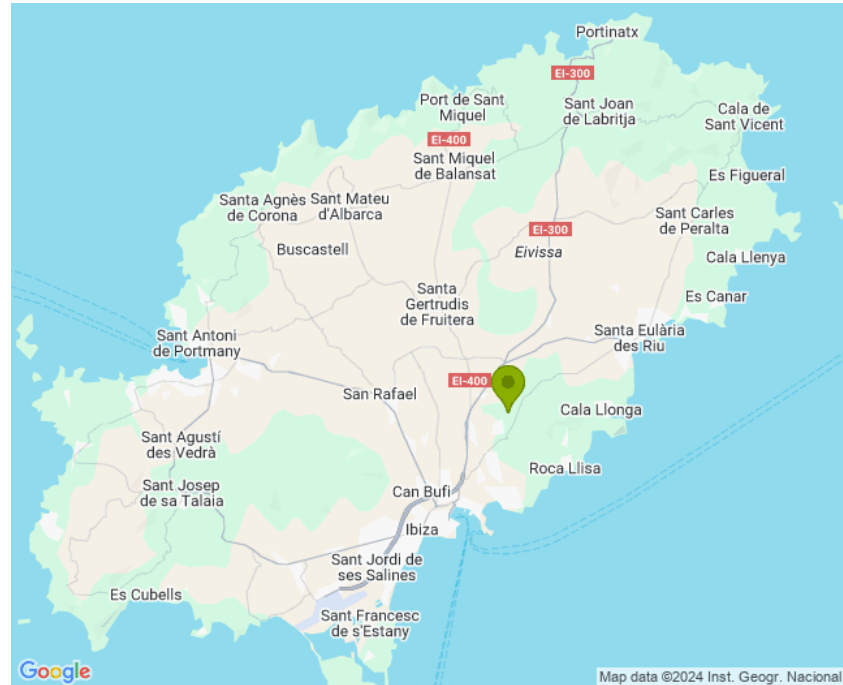 Portinatx
EI-300
Port de Sant
Miquel
Sant Joan
de Labritja
Cala de
Sant Vicent
EI-400
Sant Miquel
de Balansat
Es Figueral
Santa Agnès
de Corona
Sant Mateu
d'Albarca
Sant Carles
de Peralta
EI-300
Buscastell
Eivissa
Cala Llenya
Santa
Gertrudis
de Fruitera
Es Canar
Sant Antoni
de Portmany
Santa Eulària
des Riu
EI-400
San Rafael
Cala Llonga
Sant Agustí
des Vedrà
Roca Llisa
Sant Josep
de sa Talaia
Can Bufí
Ibiza
Sant Jordi de
ses Salines
Es Cubells
Sant Francesc
de s'Estany
Google
Map data ©2024 Inst. Geogr. Nacional